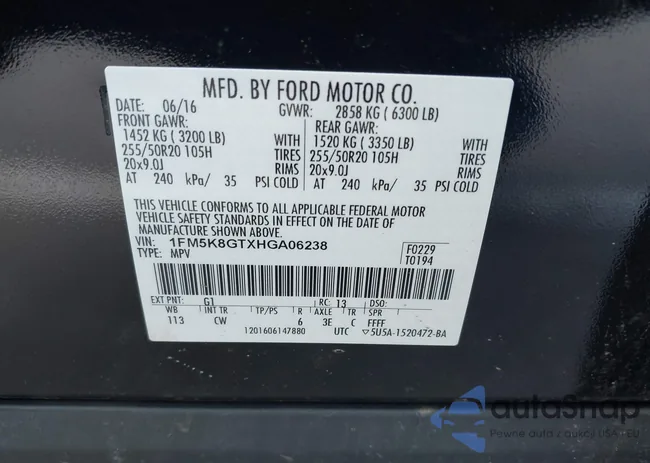 MFD. BY FORD MOTOR CO.
DATE: 06/16 GVWR: 2858 KG ( 6300 LB)
FRONT GAWR: REAR GAWR:
1452 KG ( 3200 LB) WITH 1520 KG ( 3350 LB) WITH
255/50R20 105H TIRES 255/50R20 105H TIRES
20x9.0J RIMS 20x9.0J RIMS
AT 240 kPa/ 35 PSI COLD AT 240 kPa/ 35 PSI COLD
THIS VEHICLE CONFORMS TO ALL APPLICABLE FEDERAL MOTOR
VEHICLE SAFETY STANDARDS IN EFFECT ON THE DATE OF
MANUFACTURE SHOWN ABOVE.
VIN: 1FM5K8GTXHGA06238 F0229
TYPE: MPV T0194
EXT PNT: G1 RC: 13 DSO:
WB INT TR TP/PS R AXLE TR SPR
113 CW 6 3E C FFFF
1201606147880 UTC ▽5U5A-1520472-BA
autoSnap
Pewne auta z aukcji USA i EU